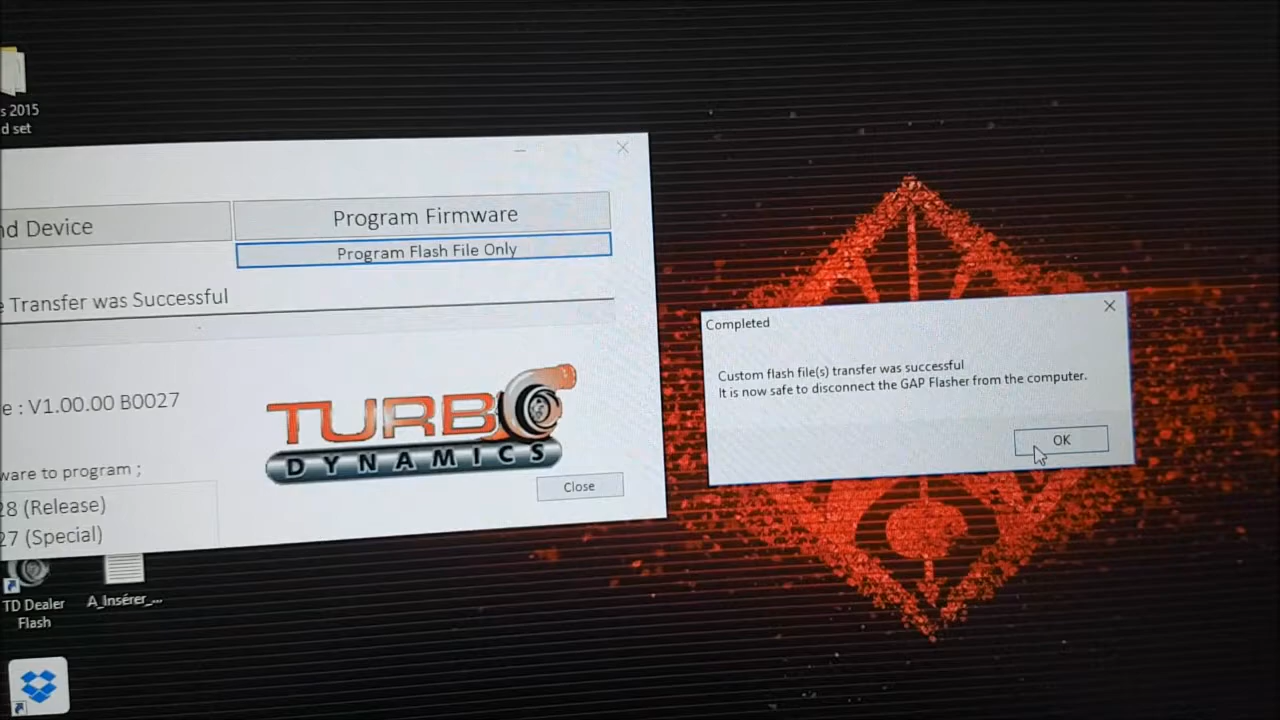 s 2015
d set
nd Device
Program Firmware
Program Flash File Only
e Transfer was Successful
e : V1.00.00 B0027
TURBO
DYNAMICS
ware to program ;
28 (Release)
27 (Special)
Close
Completed
Custom flash file(s) transfer was successful
It is now safe to disconnect the GAP Flasher from the computer.
OK
TD Dealer
Flash
A_Insérer_...